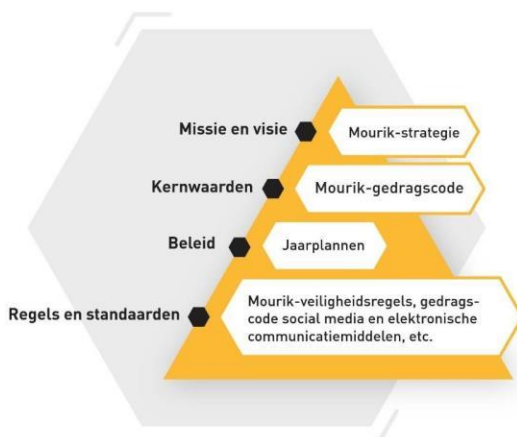 Missie en visie
Mourik-strategie
Kernwaarden
Mourik-gedragscode
Beleid
Jaarplannen
Regels en standaarden
Mourik-veiligheidsregels, gedrags-
code social media en elektronische
communicatiemiddelen, etc.